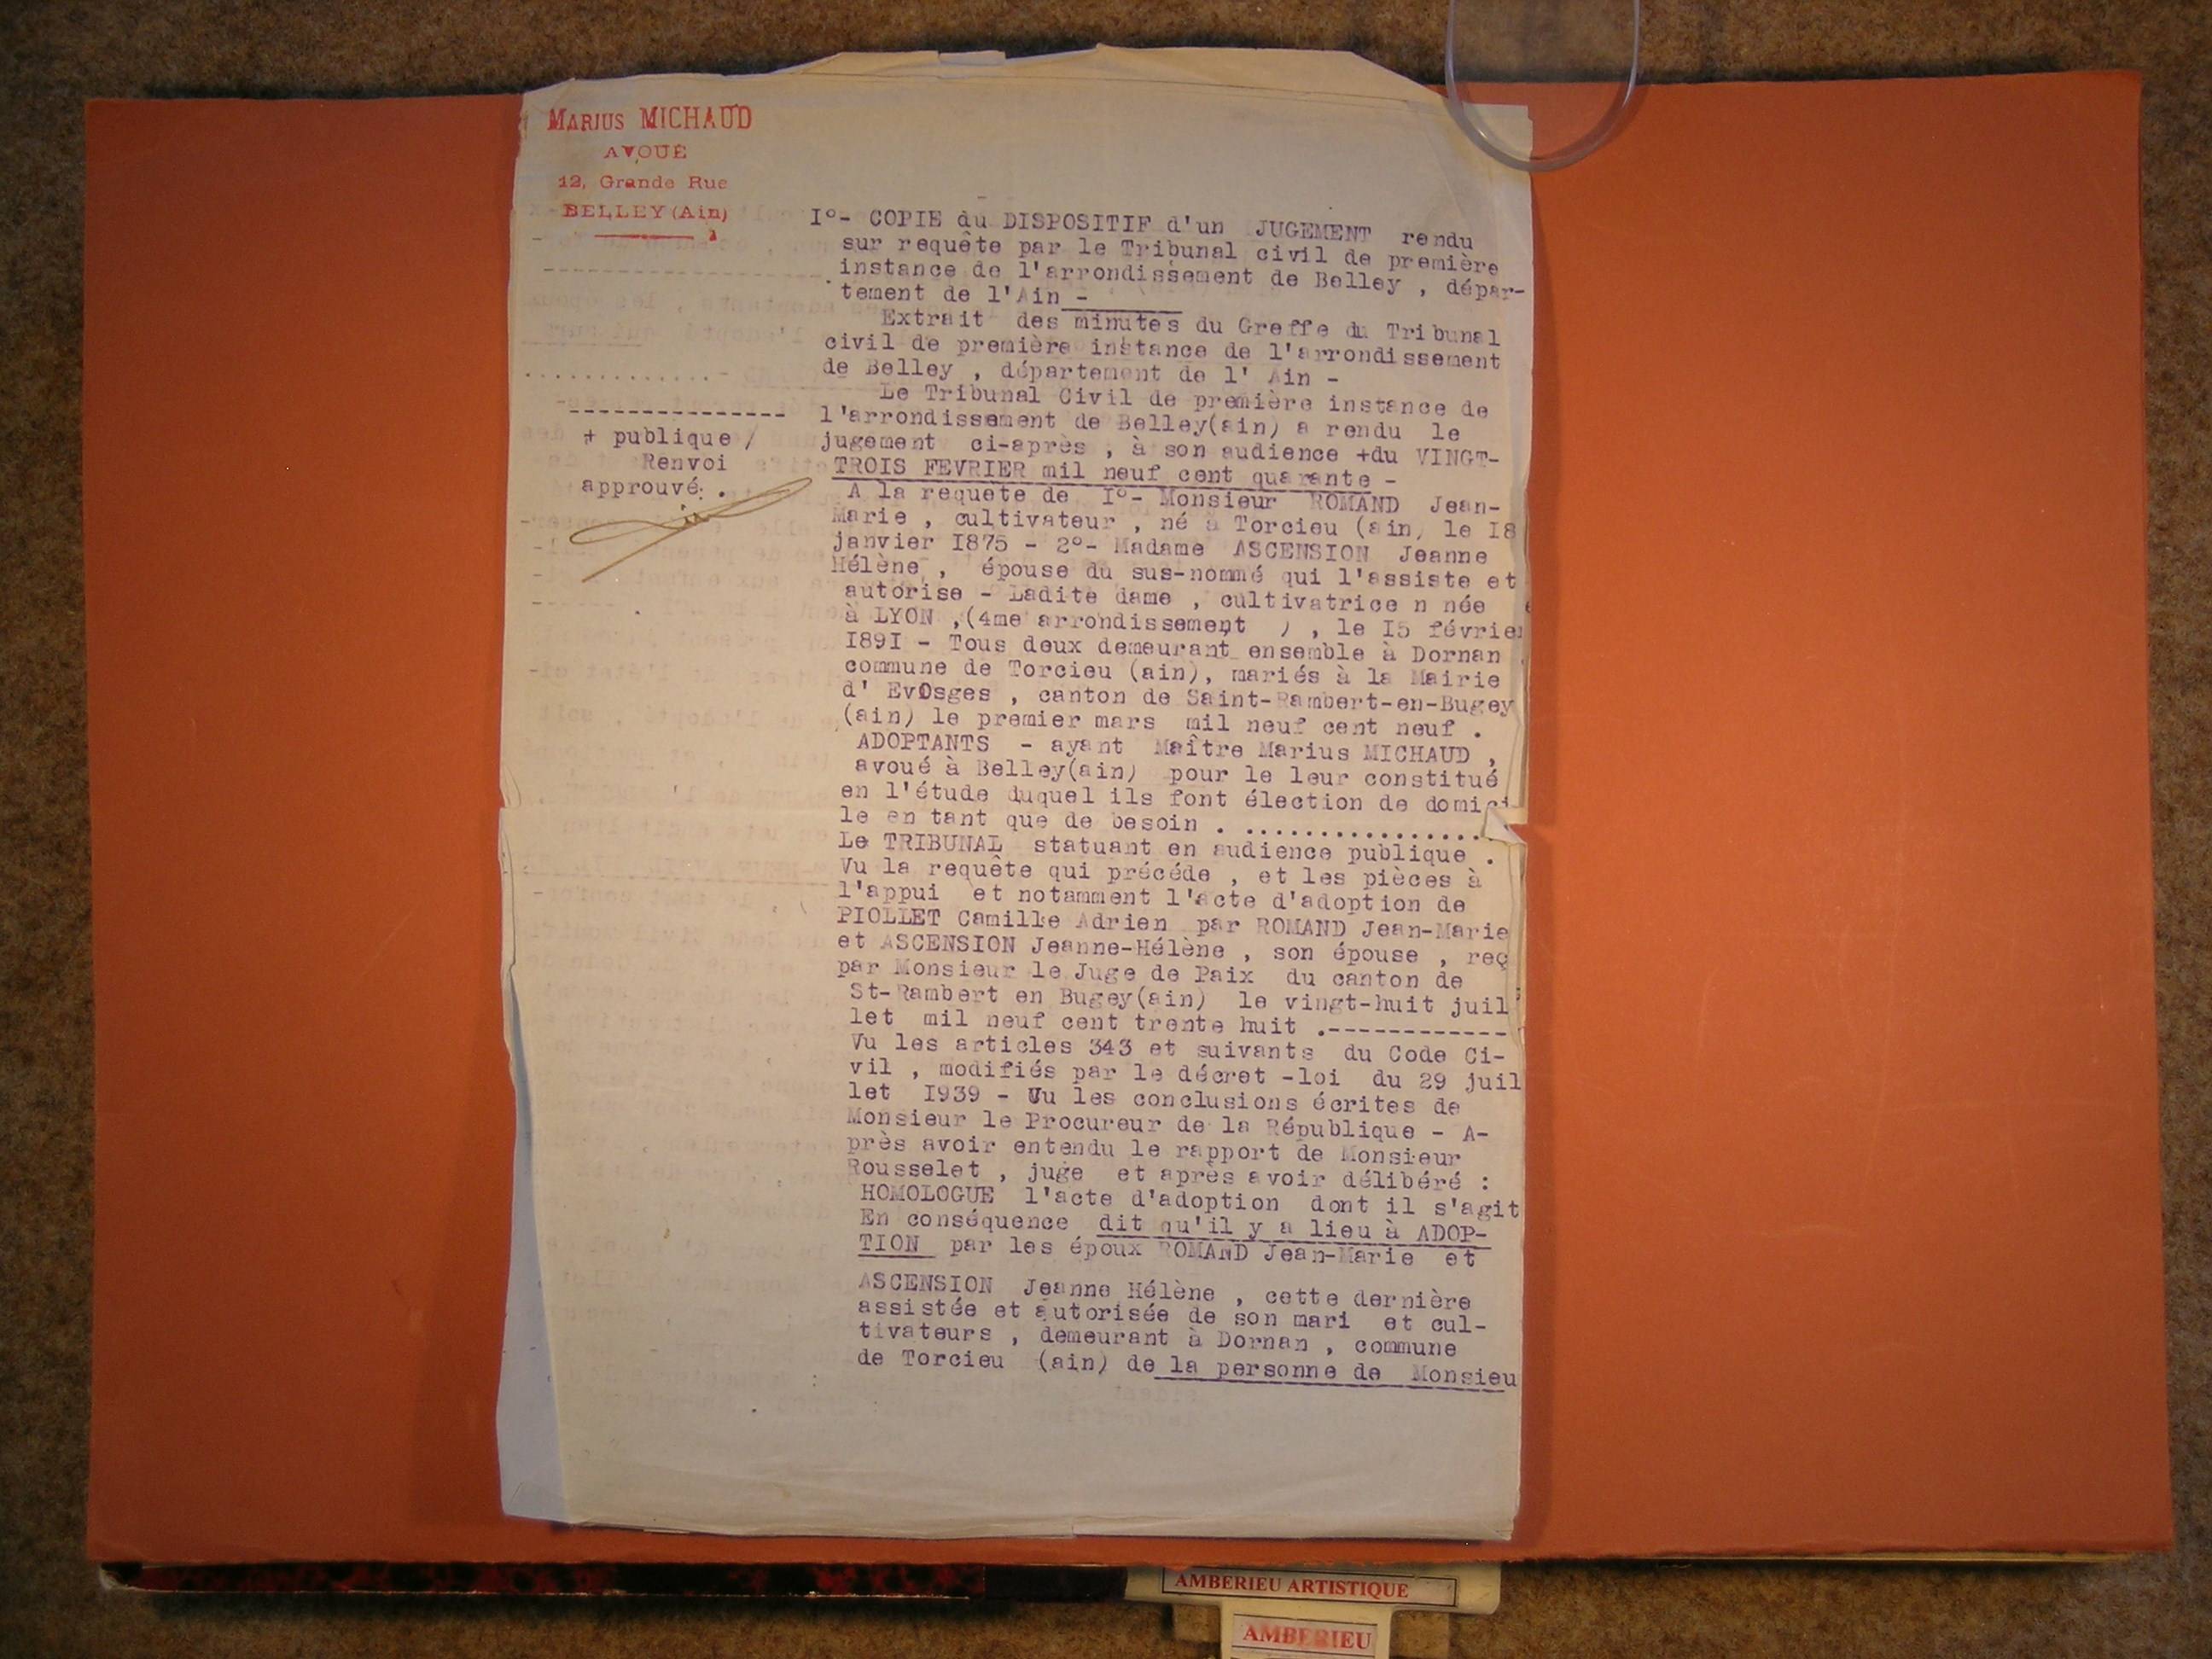 MARIUS MICHAUD
AVOUÉ
12, Grande Rue
BELLEY (Ain)
I°- COPIE du DISPOSITIF d'un JUGEMENT rendu
sur requête par le Tribunal civil de première
instance de l'arrondissement de Belley , dépar-
tement de l'Ain -
Extrait des minutes du Greffe du Tribunal
civil de première instance de l'arrondissement
de Belley , département de l' Ain -
Le Tribunal Civil de première instance de
l'arrondissement de Belley(ain) a rendu le
jugement ci-après , à son audience +du VINGT-
TROIS FEVRIER mil neuf cent quarante -
+ publique /
Renvoi
approuvé: .
A la requête de I°- Monsieur ROMAND Jean-
Marie , cultivateur , né à Torcieu (ain, le I8
janvier I875 - 2°- Madame ASCENSION Jeanne
Hélène , épouse du sus-nommé qui l'assiste et
autorise - Ladite dame , cultivatrice n née
à LYON ,(4me arrondissement ) , le I5 février
I89I - Tous deux demeurant ensemble à Dornan
commune de Torcieu (ain), mariés à la Mairie
d' EvOsges , canton de Saint-Rambert-en-Bugey
(ain) le premier mars mil neuf cent neuf .
ADOPTANTS - ayant Maître Marius MICHAUD ,
avoué à Belley(ain) pour le leur constitué
en l'étude duquel ils font élection de domici
le en tant que de besoin . ................
Le TRIBUNAL statuant en audience publique .
Vu la requête qui précéde , et les pièces à
l'appui et notamment l'acte d'adoption de
PIOLLET Camille Adrien par ROMAND Jean-Marie
et ASCENSION Jeanne-Hélène , son épouse , reç
par Monsieur le Juge de Paix du canton de
St-Rambert en Bugey(ain) le vingt-huit juil
let mil neuf cent trente huit .------------
Vu les articles 343 et suivants du Code Ci-
vil , modifiés par le décret -loi du 29 juil
let I939 - Vu les conclusions écrites de
Monsieur le Procureur de la République - A-
près avoir entendu le rapport de Monsieur
Rousselet , juge et après avoir délibéré :
HOMOLOGUE l'acte d'adoption dont il s'agit
En conséquence dit qu'il y a lieu à ADOP-
TION par les époux ROMAND Jean-Marie et
ASCENSION Jeanne Hélène , cette dernière
assistée et autorisée de son mari et cul-
tivateurs , demeurant à Dornan , commune
de Torcieu (ain) de la personne de Monsieu
AMBERIEU ARTISTIQUE
AMBERIEU